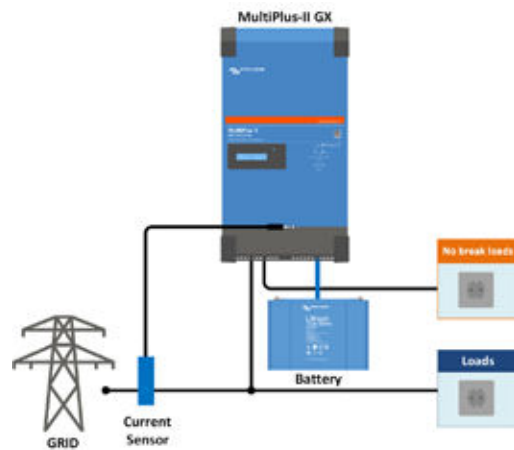 MultiPlus-II GX
No break loads
Loads
Battery
Current
Sensor
GRID